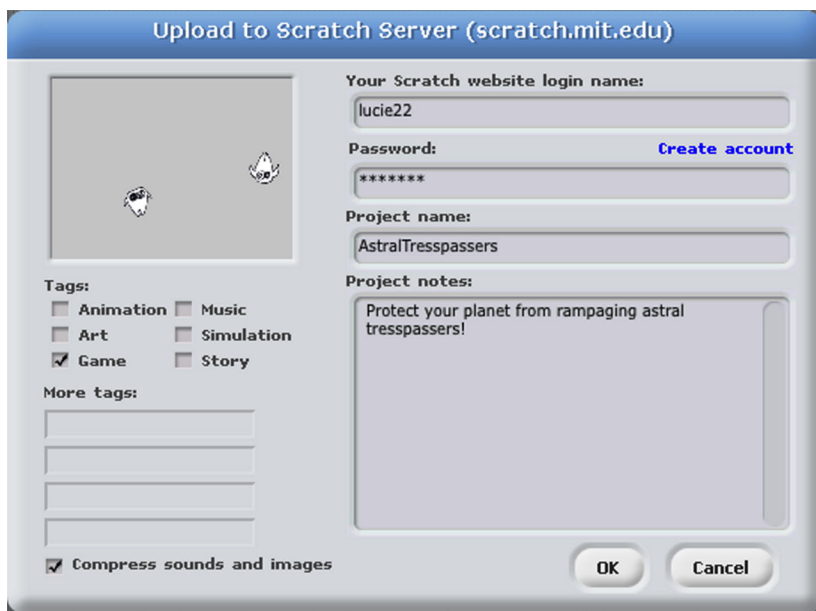 Upload to Scratch Server (scratch.mit.edu)
Your Scratch website login name:
lucie22
Password:
Create account
*******
Project name:
AstralTresspassers
Project notes:
Protect your planet from rampaging astral
tresspassers!
Tags:
Animation
Music
Art
Simulation
Game
Story
More tags:
Compress sounds and images
OK
Cancel